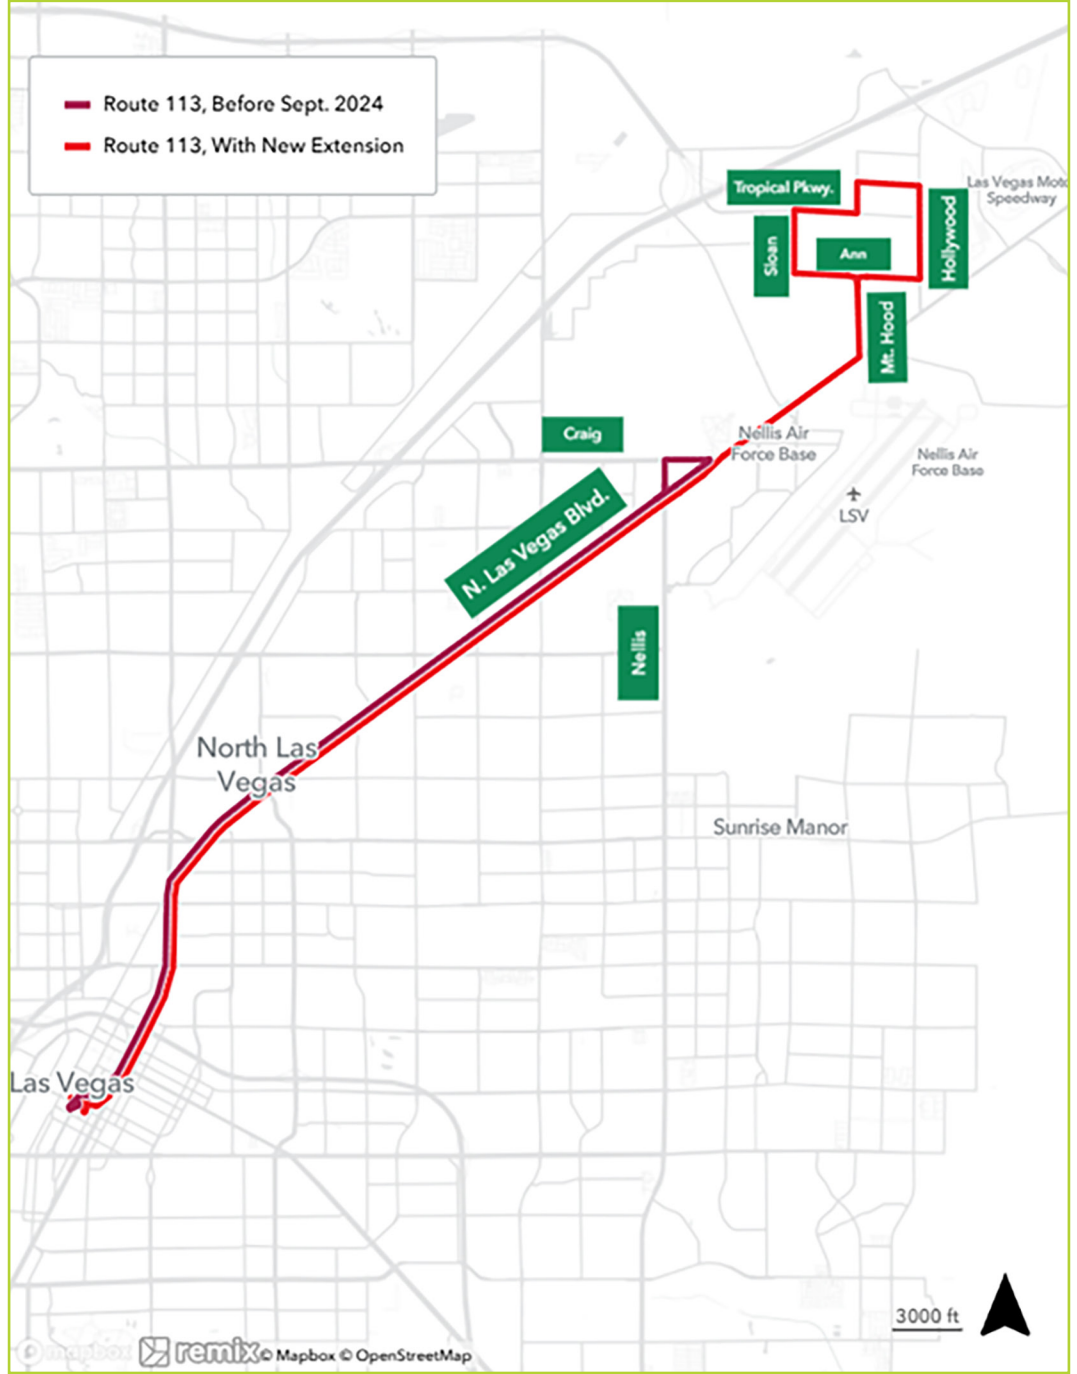 Route 113, Before Sept. 2024
Route 113, With New Extension
Tropical Pkwy.
Las Vegas Moto
Speedway
Sloan
Ann
Hollywood
Mt. Hood
Craig
Nellis Air
Force Base
Nellis Air
Force Base
LSV
N. Las Vegas Blvd.
Nellis
North Las
Vegas
Sunrise Manor
Las Vegas
3000 ft
mapbox
remix © Mapbox © OpenStreetMap